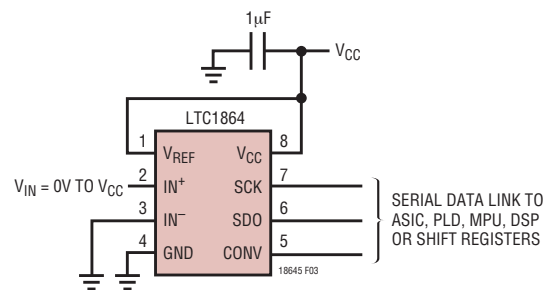 1µF
V_CC
LTC1864
1 V_REF V_CC 8
V_IN = 0V TO V_CC 2 IN⁺ SCK 7
3 IN⁻ SDO 6
4 GND CONV 5
SERIAL DATA LINK TO
ASIC, PLD, MPU, DSP
OR SHIFT REGISTERS
18645 F03